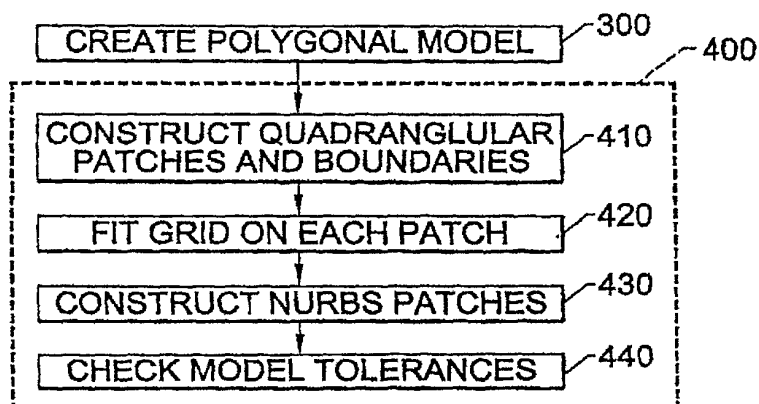 CREATE POLYGONAL MODEL 300
400
CONSTRUCT QUADRANGLULAR
PATCHES AND BOUNDARIES 410
FIT GRID ON EACH PATCH 420
CONSTRUCT NURBS PATCHES 430
CHECK MODEL TOLERANCES 440